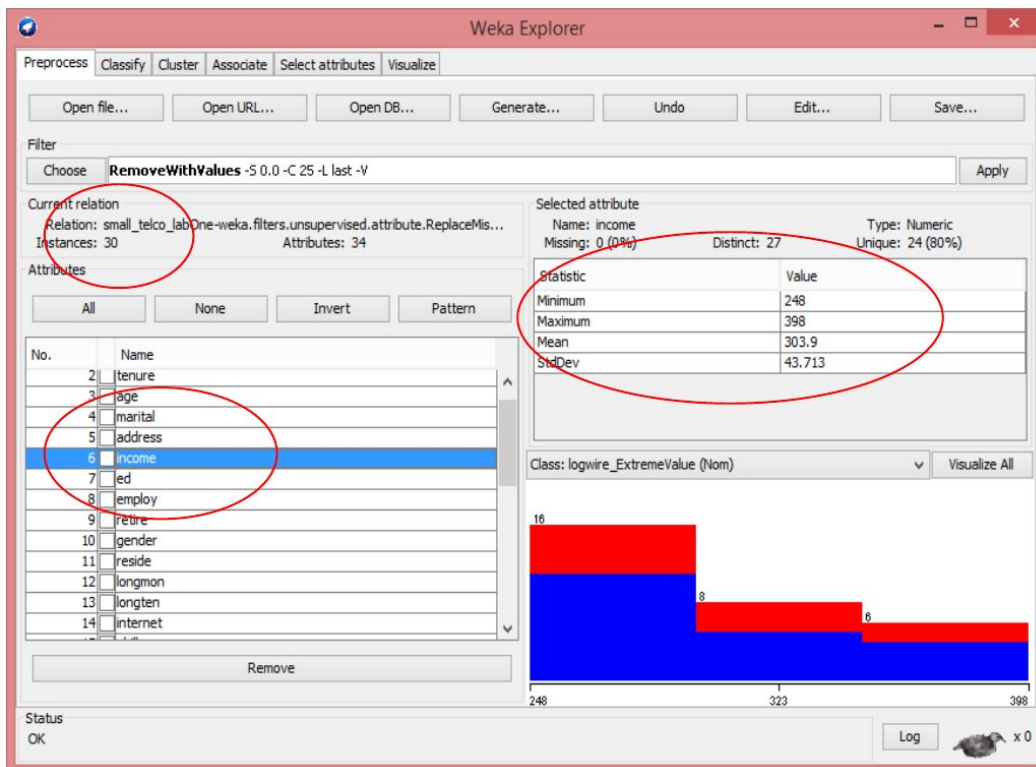 Weka Explorer
Preprocess Classify Cluster Associate Select attributes Visualize
Open file... Open URL... Open DB... Generate... Undo Edit... Save...
Filter
Choose RemoveWithValues -S 0.0 -C 25 -L last -V Apply
Current relation
Relation: small_telco_labOne-weka.filters.unsupervised.attribute.ReplaceMis...
Instances: 30 Attributes: 34
Attributes
All None Invert Pattern
No. Name
2 tenure
3 age
4 marital
5 address
6 income
7 ed
8 employ
9 retire
10 gender
11 reside
12 longmon
13 longten
14 internet
Remove
Selected attribute
Name: income Type: Numeric
Missing: 0 (0%) Distinct: 27 Unique: 24 (80%)
Statistic Value
Minimum 248
Maximum 398
Mean 303.9
StdDev 43.713
Class: logwire_ExtremeValue (Nom) Visualize All
16
8
6
248 323 398
Status
OK
Log x 0